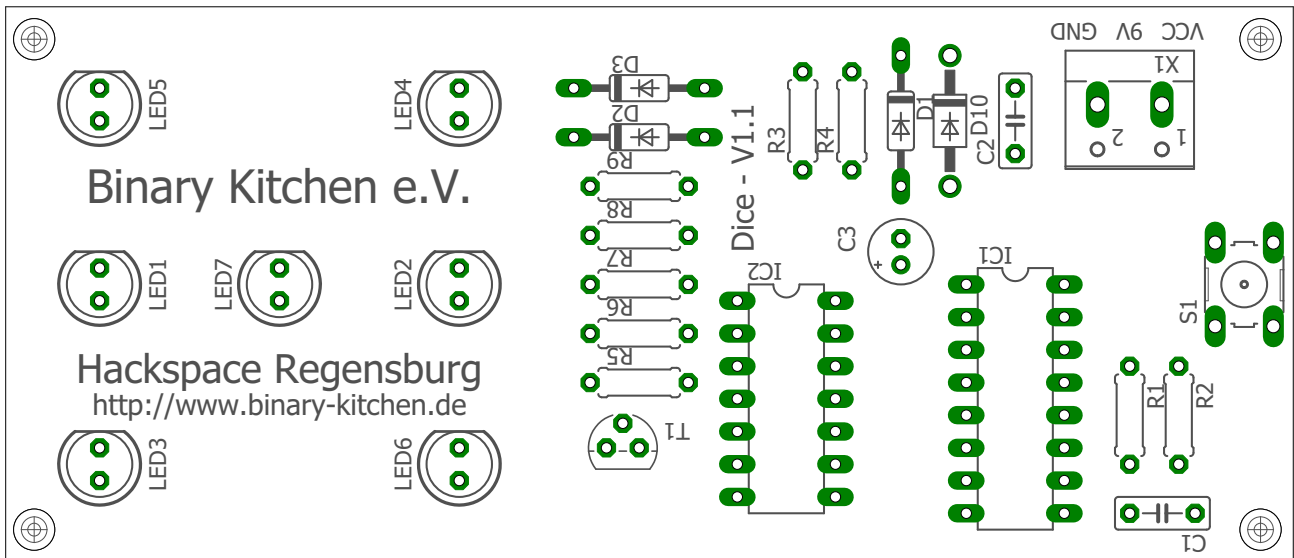 GND 9V VCC
X1
2 1
LED5
LED4
D3
D2
R9
R8
R7
R6
R5
Dice - V1.1
R3
R4
D1
D10
C2
Binary Kitchen e.V.
C3
+
LED1
LED7
LED2
IC2
IC1
S1
Hackspace Regensburg
http://www.binary-kitchen.de
R1
R2
LED3
LED6
T1
C1